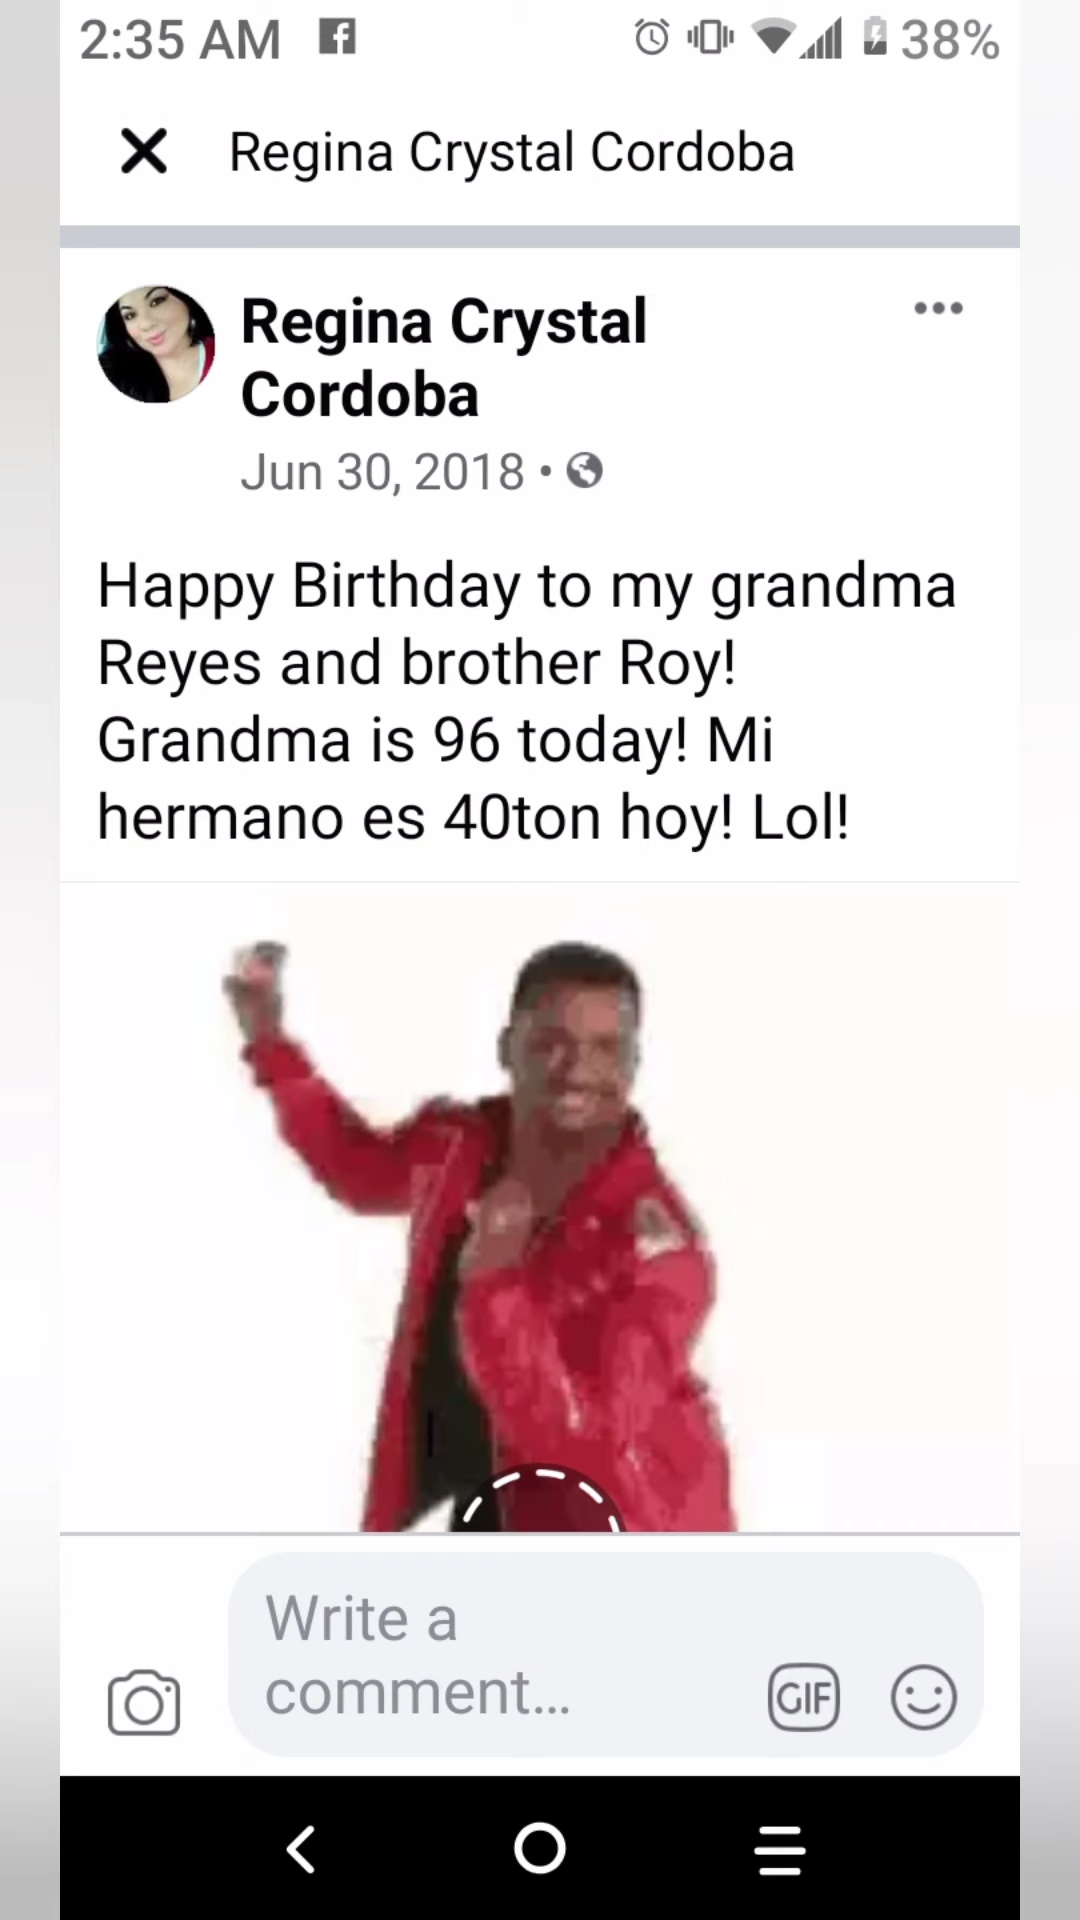 2:35 AM
38%
Regina Crystal Cordoba
Regina Crystal
Cordoba
Jun 30, 2018 •
Happy Birthday to my grandma
Reyes and brother Roy!
Grandma is 96 today! Mi
hermano es 40ton hoy! Lol!
Write a
comment...
GIF